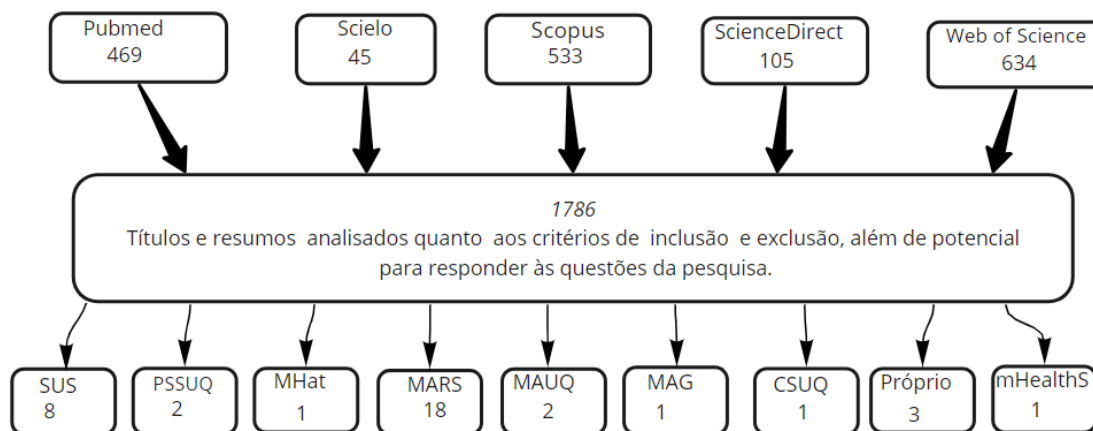 Pubmed
469
Scielo
45
Scopus
533
ScienceDirect
105
Web of Science
634
1786
Títulos e resumos analisados quanto aos critérios de inclusão e exclusão, além de potencial
para responder às questões da pesquisa.
SUS
8
PSSUQ
2
MHat
1
MARS
18
MAUQ
2
MAG
1
CSUQ
1
Próprio
3
mHealthS
1